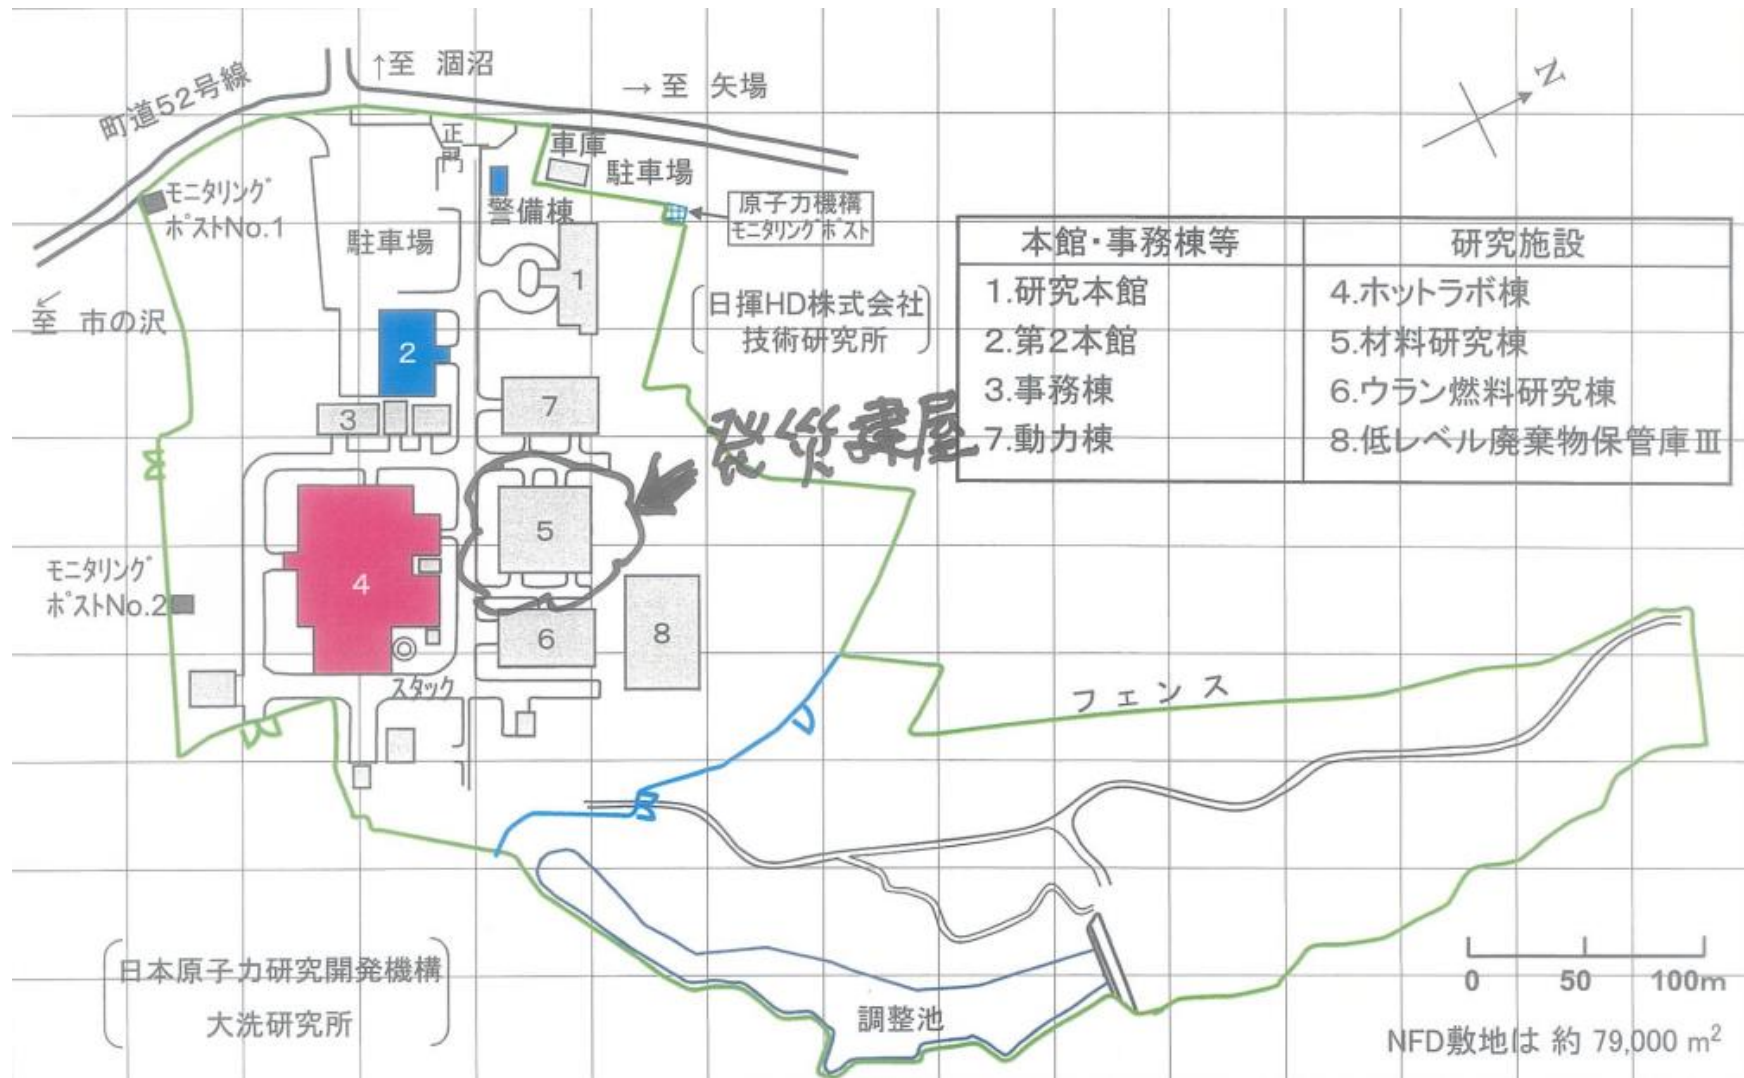 町道52号線
↑至 涸沼
→至 矢場
正門
車庫
駐車場
モニタリング
ポストNo.1
警備棟
原子力機構
モニタリングポスト
駐車場
1
↙
至 市の沢
日揮HD株式会社
技術研究所
2
3
7
N
本館・事務棟等
研究施設
1.研究本館
4.ホットラボ棟
2.第2本館
5.材料研究棟
3.事務棟
6.ウラン燃料研究棟
7.動力棟
8.低レベル廃棄物保管庫Ⅲ
5
モニタリング
ポストNo.2
4
6
8
スタック
フェンス
日本原子力研究開発機構
大洗研究所
調整池
0 50 100m
NFD敷地は 約 79,000 m²